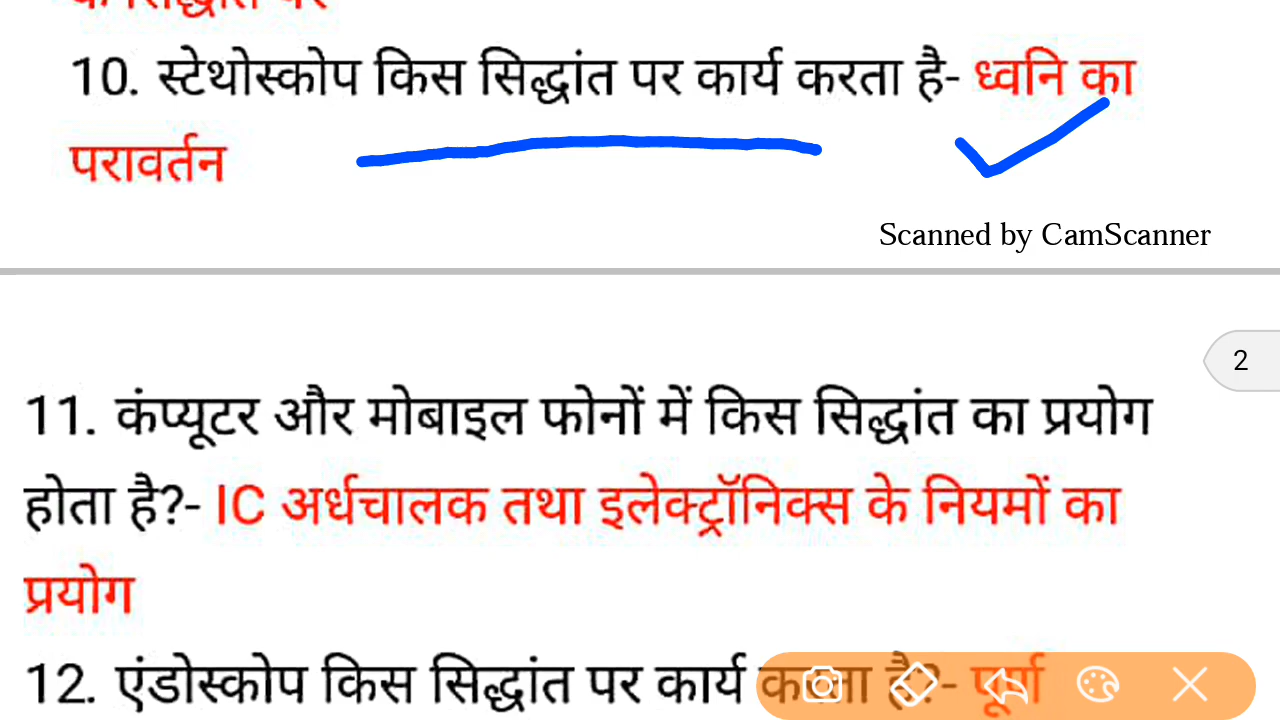 10. स्टेथोस्कोप किस सिद्धांत पर कार्य करता है- ध्वनि का
परावर्तन
Scanned by CamScanner
2
11. कंप्यूटर और मोबाइल फोनों में किस सिद्धांत का प्रयोग
होता है?- IC अर्धचालक तथा इलेक्ट्रॉनिक्स के नियमों का
प्रयोग
12. एंडोस्कोप किस सिद्धांत पर कार्य करता है?- पूर्ण